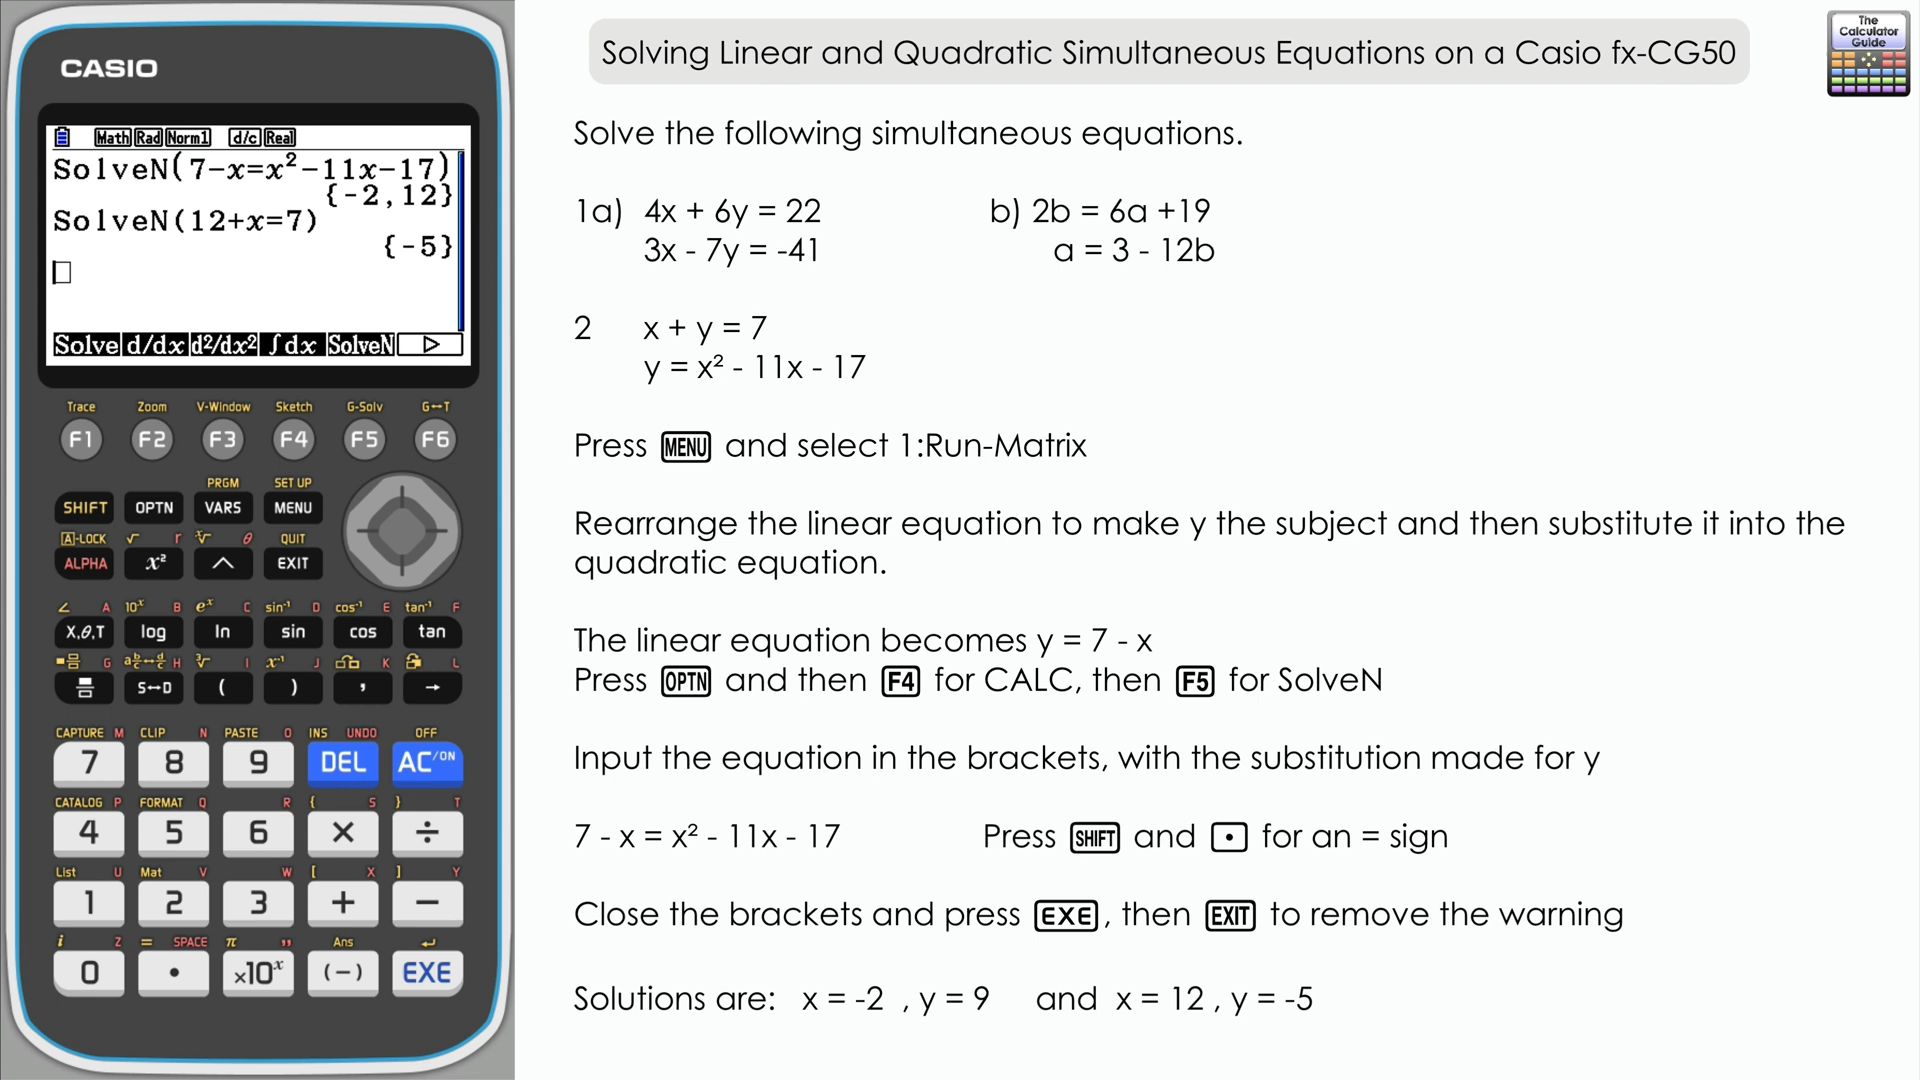 Solving Linear and Quadratic Simultaneous Equations on a Casio fx-CG50
The
Calculator
Guide
CASIO
Math Rad Norm1 d/c Real
SolveN(7−x=x²−11x−17)
{-2,12}
SolveN(12+x=7)
{-5}
Solve d/dx d²/dx² ∫dx SolveN ▷
Trace Zoom V-Window Sketch G-Solv G↔T
F1 F2 F3 F4 F5 F6
PRGM SET UP
SHIFT OPTN VARS MENU
A-LOCK √ r ˣ√ θ QUIT
ALPHA x² ^ EXIT
∠ A 10ˣ B eˣ C sin⁻¹ D cos⁻¹ E tan⁻¹ F
X,θ,T log ln sin cos tan
G a b/c↔d/c H ³√ I x⁻¹ J K L
S↔D ( ) , →
CAPTURE M CLIP N PASTE O INS UNDO OFF
7 8 9 DEL AC/ON
CATALOG P FORMAT Q R { S } T
4 5 6 × ÷
List U Mat V W [ X ] Y
1 2 3 + −
i Z = SPACE π " Ans ↵
0 • ×10ˣ (−) EXE
Solve the following simultaneous equations.
1a) 4x + 6y = 22 b) 2b = 6a +19
3x - 7y = -41 a = 3 - 12b
2 x + y = 7
y = x² - 11x - 17
Press MENU and select 1:Run-Matrix
Rearrange the linear equation to make y the subject and then substitute it into the
quadratic equation.
The linear equation becomes y = 7 - x
Press OPTN and then F4 for CALC, then F5 for SolveN
Input the equation in the brackets, with the substitution made for y
7 - x = x² - 11x - 17 Press SHIFT and • for an = sign
Close the brackets and press EXE, then EXIT to remove the warning
Solutions are: x = -2 , y = 9 and x = 12 , y = -5